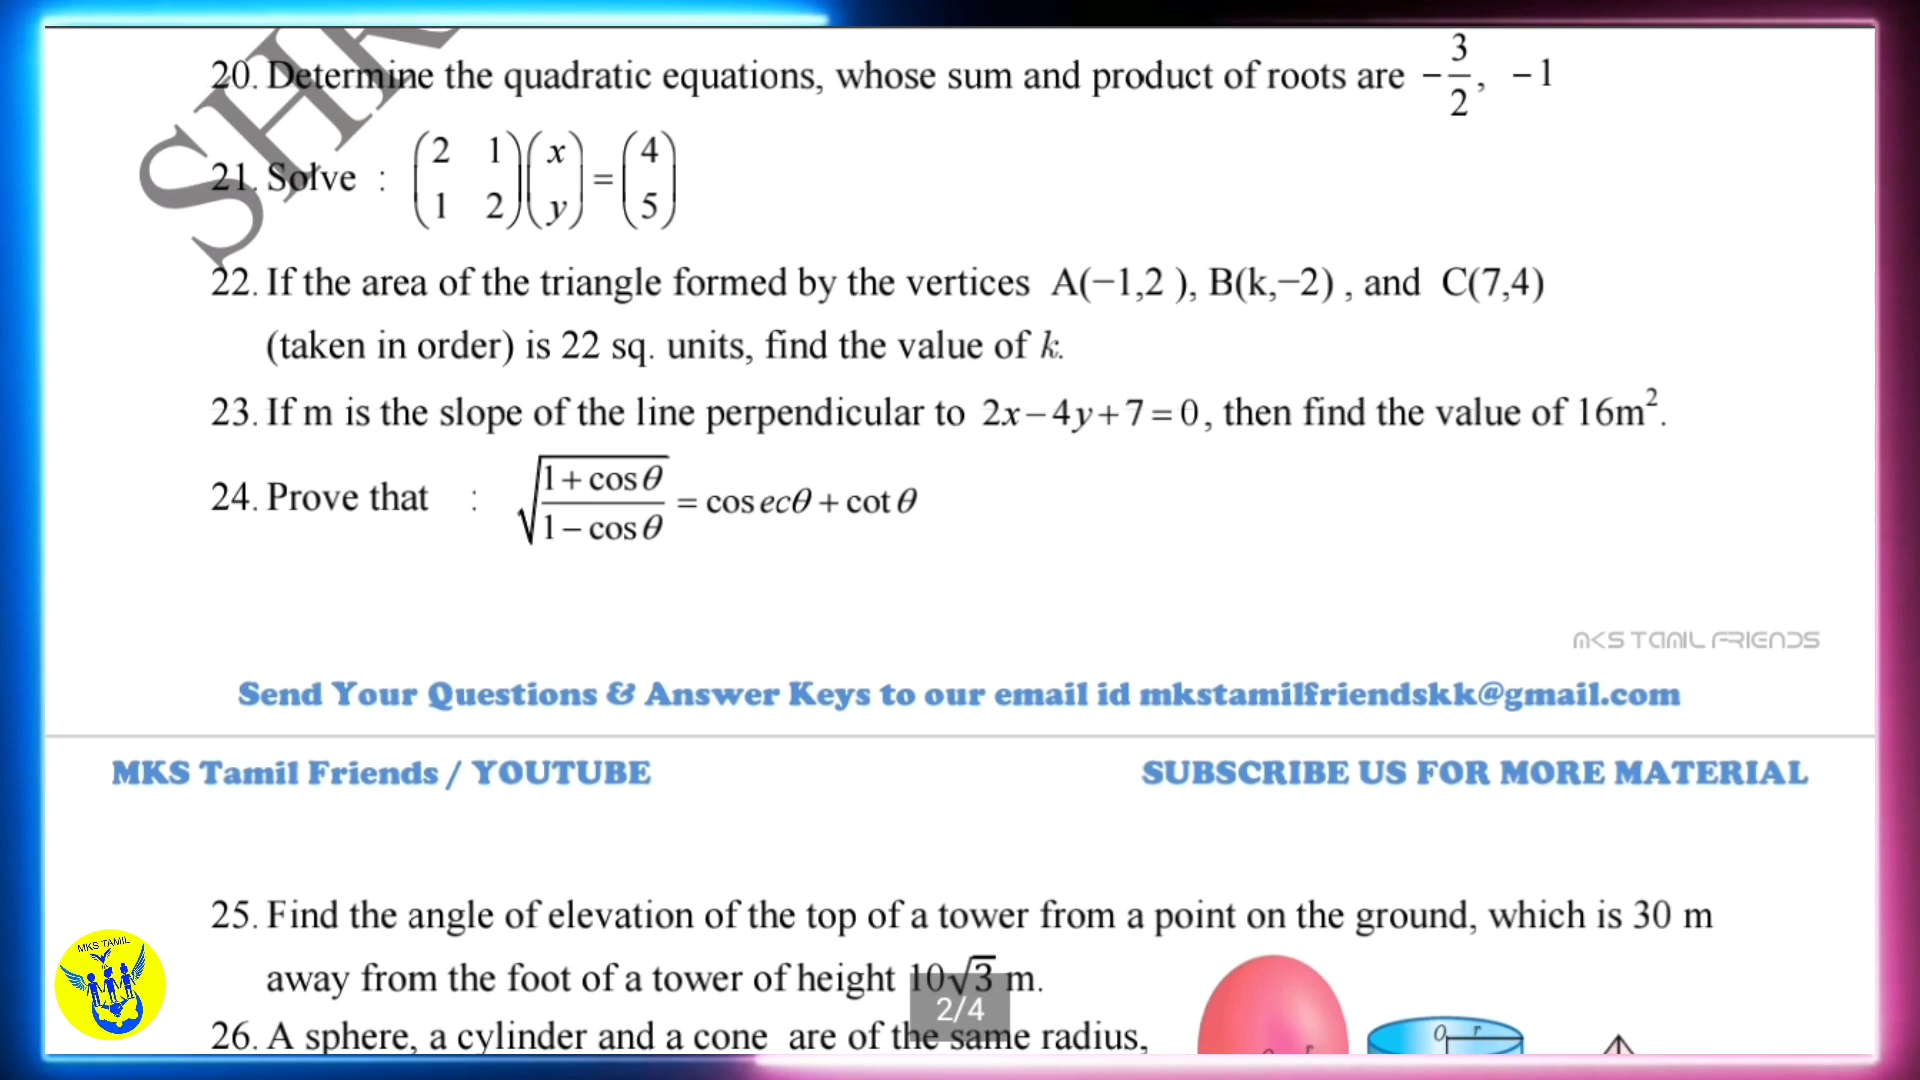 20. Determine the quadratic equations, whose sum and product of roots are −3/2, −1
21. Solve : (2 1 1 2)(x y) = (4 5)
22. If the area of the triangle formed by the vertices A(−1,2 ), B(k,−2) , and C(7,4)
(taken in order) is 22 sq. units, find the value of k.
23. If m is the slope of the line perpendicular to 2x−4y+7=0, then find the value of 16m².
24. Prove that : √((1+cosθ)/(1−cosθ)) = cosecθ + cotθ
MKS TAMIL FRIENDS
Send Your Questions & Answer Keys to our email id mkstamilfriendskk@gmail.com
MKS Tamil Friends / YOUTUBE SUBSCRIBE US FOR MORE MATERIAL
25. Find the angle of elevation of the top of a tower from a point on the ground, which is 30 m
away from the foot of a tower of height 10√3 m.
2/4
26. A sphere, a cylinder and a cone are of the same radius,
O r
r
MKS TAMIL